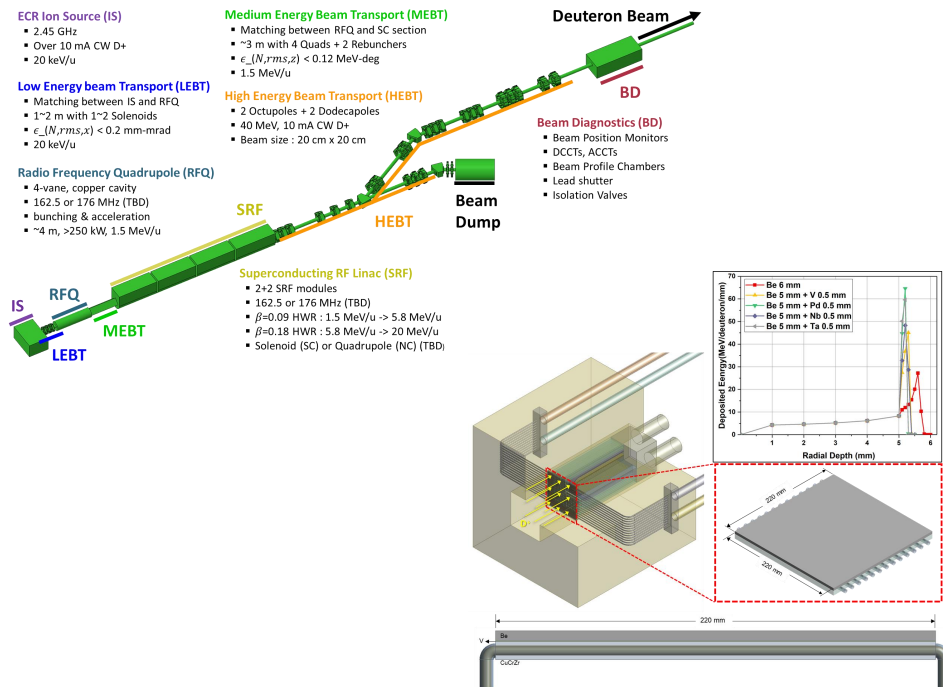 ECR Ion Source (IS)
▪ 2.45 GHz
▪ Over 10 mA CW D+
▪ 20 keV/u
Low Energy beam Transport (LEBT)
▪ Matching between IS and RFQ
▪ 1~2 m with 1~2 Solenoids
▪ ϵ_(N,rms,x) < 0.2 mm-mrad
▪ 20 keV/u
Radio Frequency Quadrupole (RFQ)
▪ 4-vane, copper cavity
▪ 162.5 or 176 MHz (TBD)
▪ bunching & acceleration
▪ ~4 m, >250 kW, 1.5 MeV/u
Medium Energy Beam Transport (MEBT)
▪ Matching between RFQ and SC section
▪ ~3 m with 4 Quads + 2 Rebunchers
▪ ϵ_(N,rms,z) < 0.12 MeV-deg
▪ 1.5 MeV/u
High Energy Beam Transport (HEBT)
▪ 2 Octupoles + 2 Dodecapoles
▪ 40 MeV, 10 mA CW D+
▪ Beam size : 20 cm x 20 cm
Deuteron Beam
BD
Beam Diagnostics (BD)
▪ Beam Position Monitors
▪ DCCTs, ACCTs
▪ Beam Profile Chambers
▪ Lead shutter
▪ Isolation Valves
SRF
HEBT
Beam
Dump
IS
RFQ
MEBT
LEBT
Superconducting RF Linac (SRF)
▪ 2+2 SRF modules
▪ 162.5 or 176 MHz (TBD)
▪ β=0.09 HWR : 1.5 MeV/u -> 5.8 MeV/u
▪ β=0.18 HWR : 5.8 MeV/u -> 20 MeV/u
▪ Solenoid (SC) or Quadrupole (NC) (TBD)
Deposited Eenrgy(MeV/deuteron/mm)
70
60
50
40
30
20
10
0
Be 6 mm
Be 5 mm + V 0.5 mm
Be 5 mm + Pd 0.5 mm
Be 5 mm + Nb 0.5 mm
Be 5 mm + Ta 0.5 mm
0 1 2 3 4 5 6
Radial Depth (mm)
220 mm
220 mm
220 mm
V
Be
CuCrZr